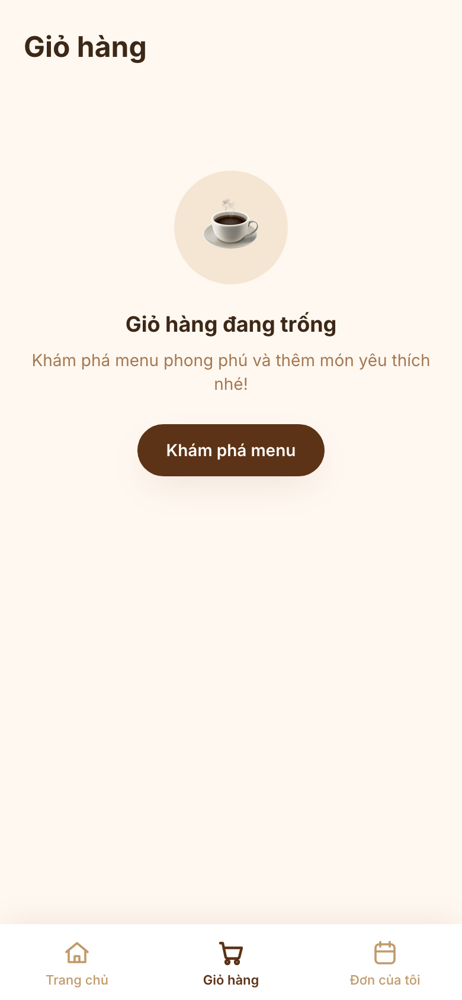 Giỏ hàng
Giỏ hàng đang trống
Khám phá menu phong phú và thêm món yêu thích
nhé!
Khám phá menu
Trang chủ
Giỏ hàng
Đơn của tôi